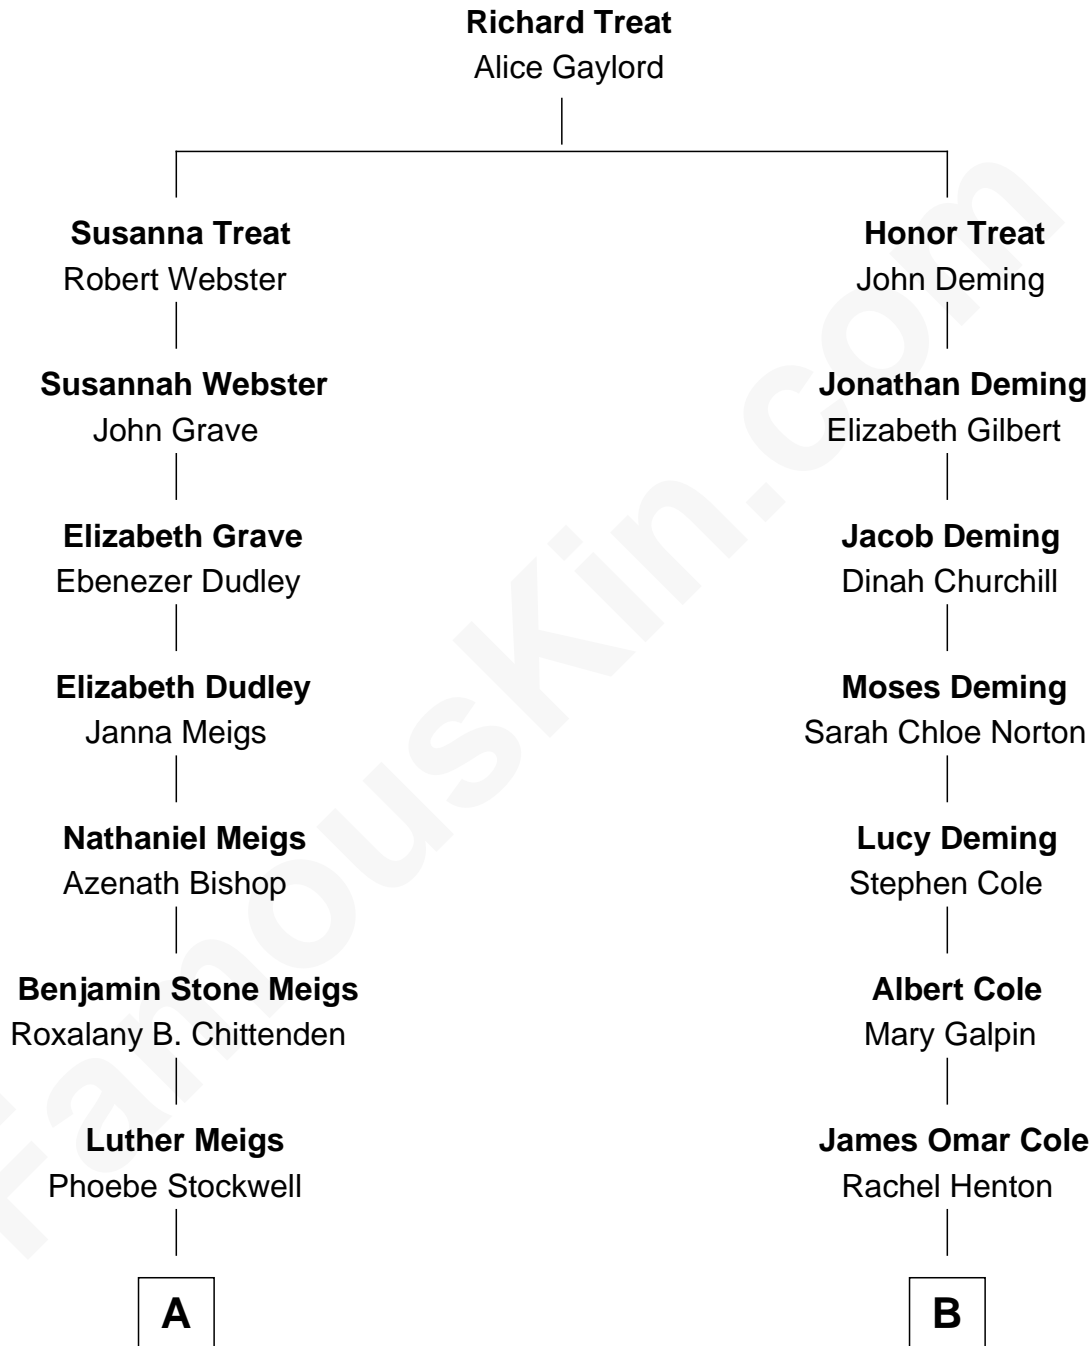 Richard Treat
Alice Gaylord
Susanna Treat
Robert Webster
Honor Treat
John Deming
Susannah Webster
John Grave
Jonathan Deming
Elizabeth Gilbert
Elizabeth Grave
Ebenezer Dudley
Jacob Deming
Dinah Churchill
Elizabeth Dudley
Janna Meigs
Moses Deming
Sarah Chloe Norton
Nathaniel Meigs
Azenath Bishop
Lucy Deming
Stephen Cole
Benjamin Stone Meigs
Roxalany B. Chittenden
Albert Cole
Mary Galpin
Luther Meigs
Phoebe Stockwell
James Omar Cole
Rachel Henton
A
B
FamousKin.com